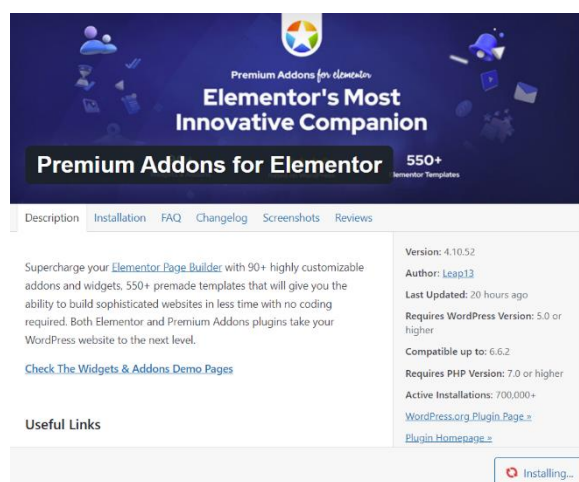 Premium Addons for elementor
Elementor's Most
Innovative Companion
Premium Addons for Elementor
550+
Elementor Templates
Description Installation FAQ Changelog Screenshots Reviews
Supercharge your Elementor Page Builder with 90+ highly customizable
addons and widgets, 550+ premade templates that will give you the
ability to build sophisticated websites in less time with no coding
required. Both Elementor and Premium Addons plugins take your
WordPress website to the next level.
Check The Widgets & Addons Demo Pages
Useful Links
Version: 4.10.52
Author: Leap13
Last Updated: 20 hours ago
Requires WordPress Version: 5.0 or
higher
Compatible up to: 6.6.2
Requires PHP Version: 7.0 or higher
Active Installations: 700,000+
WordPress.org Plugin Page »
Plugin Homepage »
Installing...